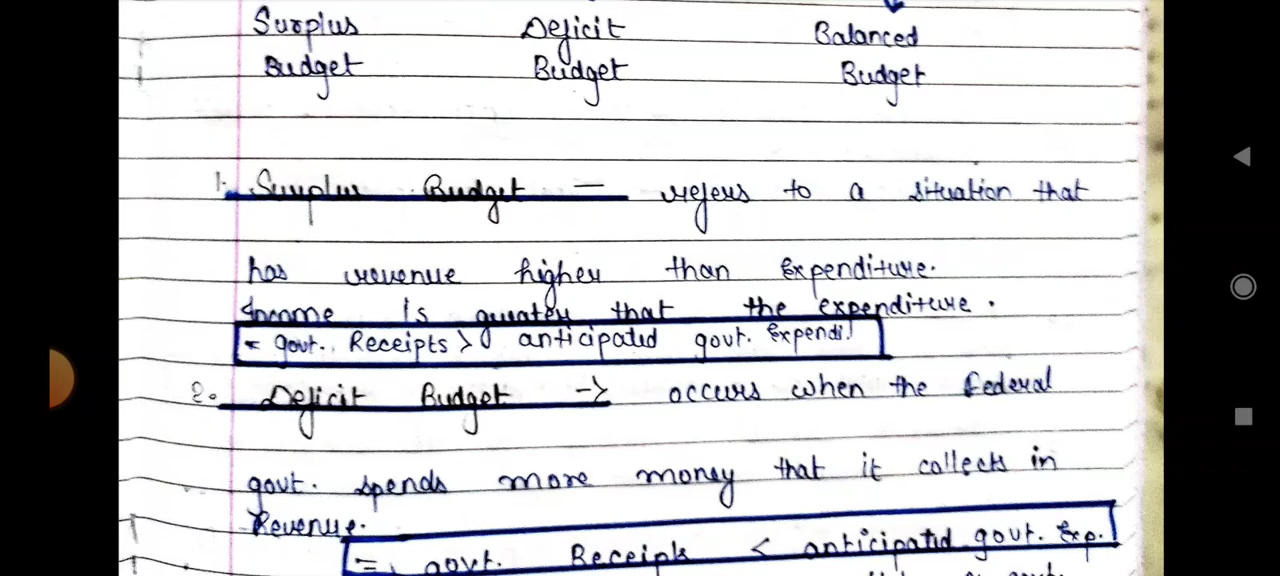 Surplus Deficit Balanced
Budget Budget Budget
1. Surplus Budget — refers to a situation that
has revenue higher than Expenditure.
Income is greater that the expenditure.
= govt. Receipts > anticipated govt. Expendi.
2. Deficit Budget -> occurs when the Federal
govt. spends more money that it collects in
Revenue.
= govt. Receipts < anticipated govt. Exp.
govt.